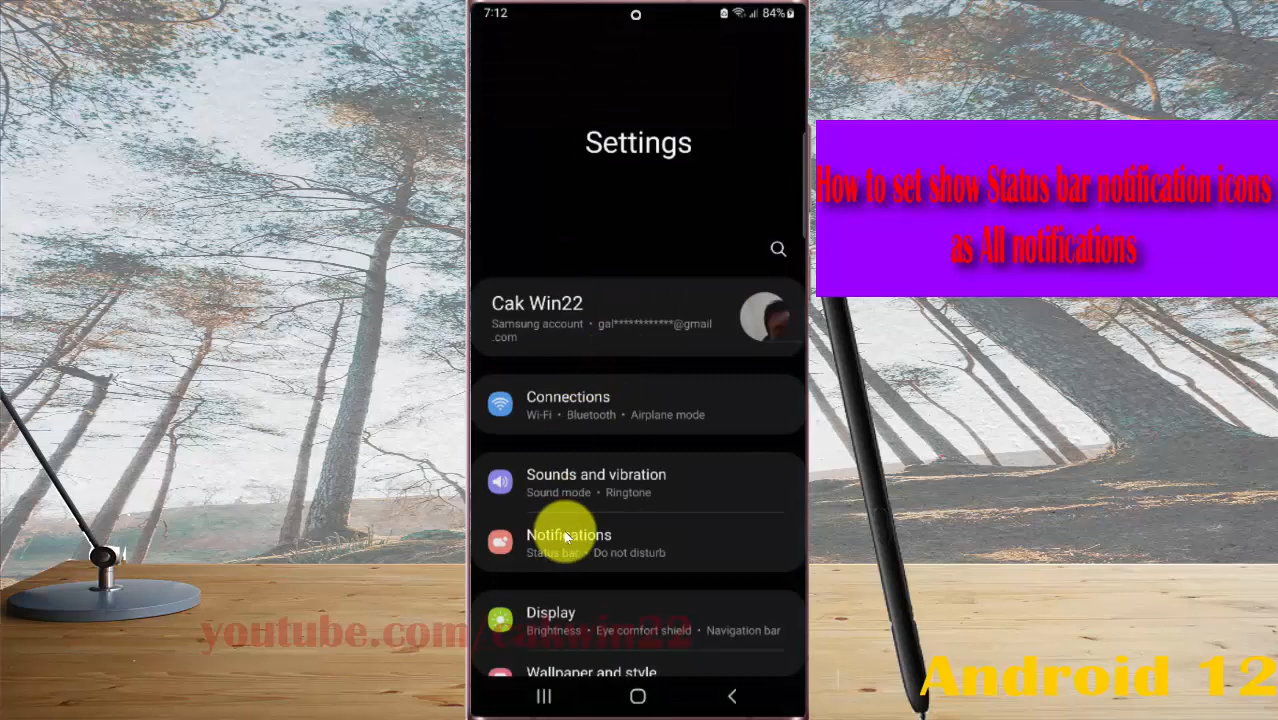 7:12
84%
Settings
Cak Win22
Samsung account • gal************@gmail
.com
Connections
Wi-Fi • Bluetooth • Airplane mode
Sounds and vibration
Sound mode • Ringtone
Notifications
Status bar • Do not disturb
Display
Brightness • Eye comfort shield • Navigation bar
Wallpaper and style
How to set show Status bar notification icons
as All notifications
youtube.com/cakwin22
Android 12